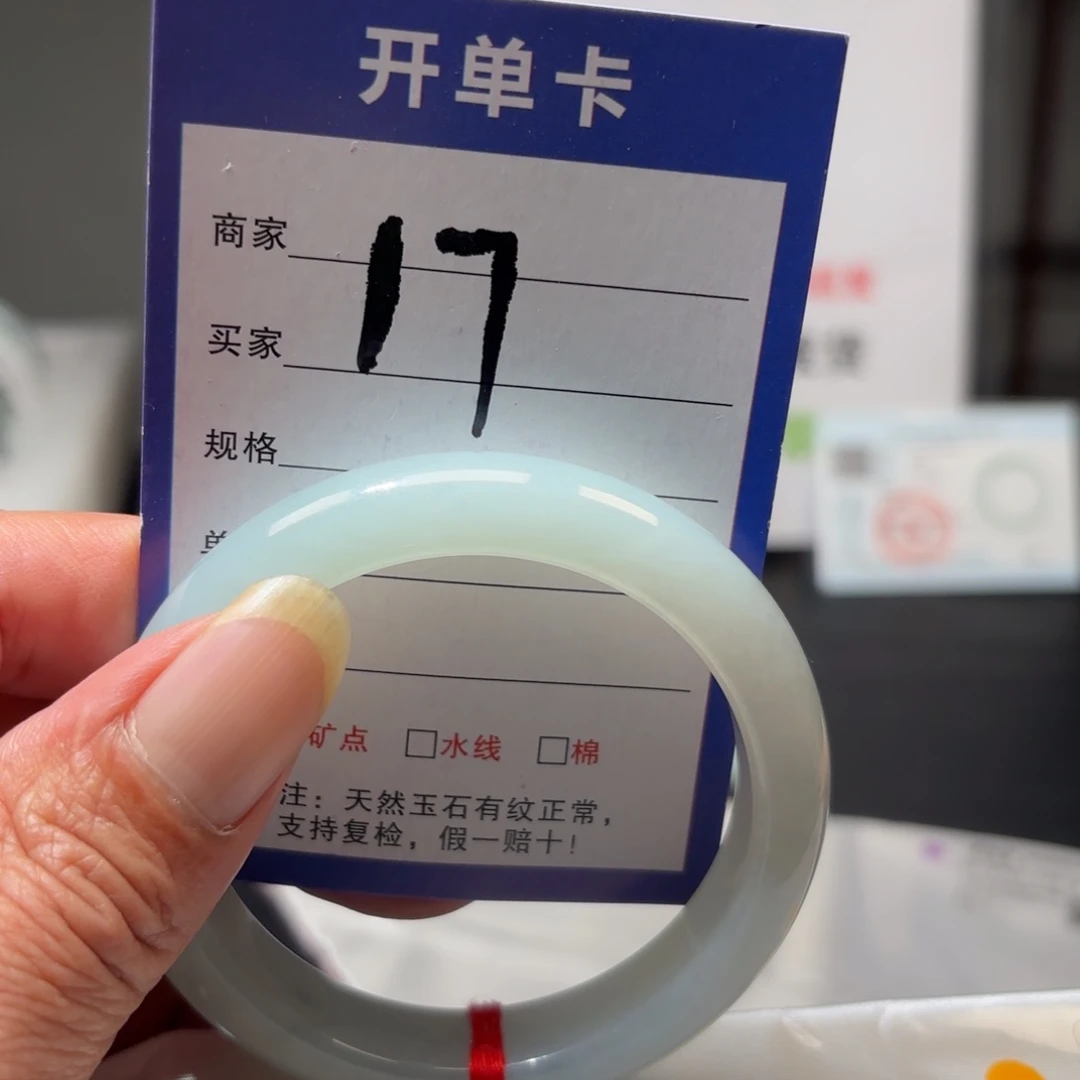 开单卡
17
商家
买家
规格
单
矿点 □水线 □棉
注：天然玉石有纹正常，
支持复检，假一赔十！